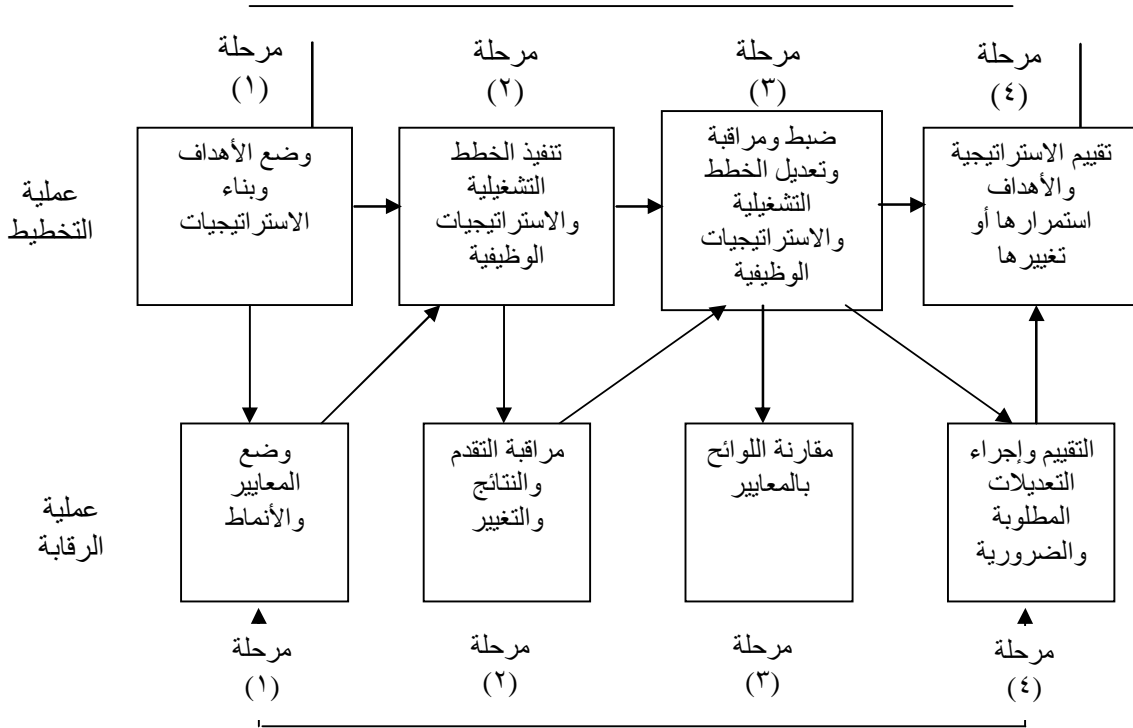 مرحلة
(١)
مرحلة
(٢)
مرحلة
(٣)
مرحلة
(٤)
عملية
التخطيط
وضع الأهداف
وبناء
الاستراتيجيات
تنفيذ الخطط
التشغيلية
والاستراتيجيات
الوظيفية
ضبط ومراقبة
وتعديل الخطط
التشغيلية
والاستراتيجيات
الوظيفية
تقييم الاستراتيجية
والأهداف
استمرارها أو
تغييرها
عملية
الرقابة
وضع
المعايير
والأنماط
مراقبة التقدم
والنتائج
والتغيير
مقارنة اللوائح
بالمعايير
التقييم وإجراء
التعديلات
المطلوبة
والضرورية
مرحلة
(١)
مرحلة
(٢)
مرحلة
(٣)
مرحلة
(٤)